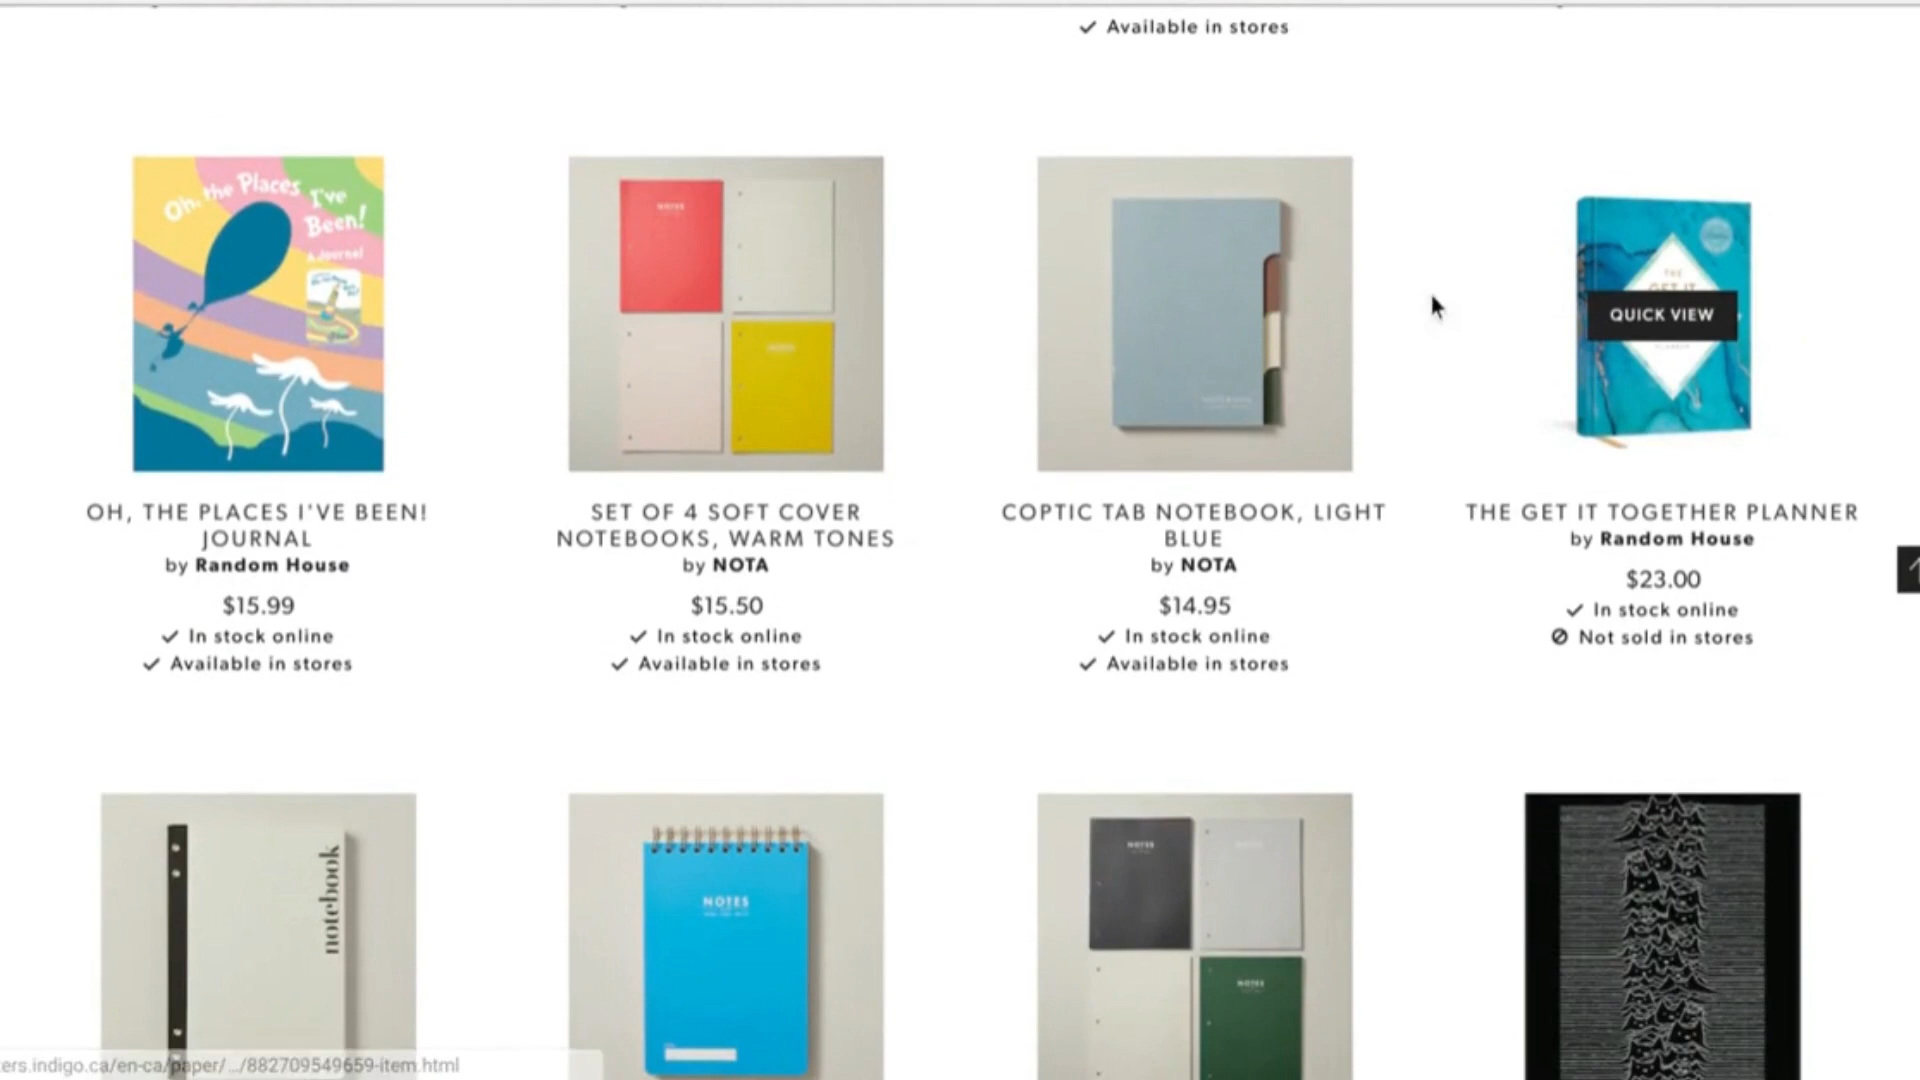 Available in stores
Oh, the Places I've Been!
A Journal
NOTES
QUICK VIEW
OH, THE PLACES I'VE BEEN!
JOURNAL
by Random House
$15.99
In stock online
Available in stores
SET OF 4 SOFT COVER
NOTEBOOKS, WARM TONES
by NOTA
$15.50
In stock online
Available in stores
COPTIC TAB NOTEBOOK, LIGHT
BLUE
by NOTA
$14.95
In stock online
Available in stores
THE GET IT TOGETHER PLANNER
by Random House
$23.00
In stock online
Not sold in stores
notebook
NOTES
NOTES
NOTES
ers.indigo.ca/en-ca/paper/.../882709549659-item.html